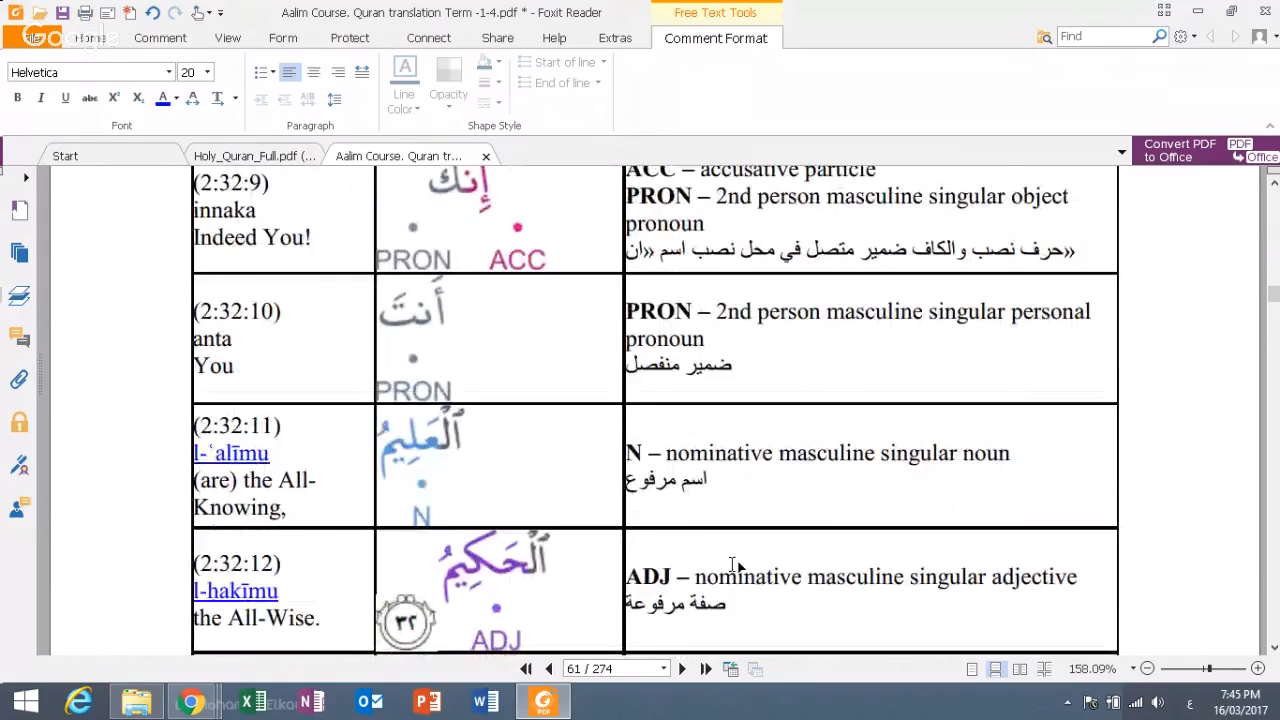 Aalim Course. Quran translation Term -1-4.pdf * - Foxit Reader
Free Text Tools
File Home Comment View Form Protect Connect Share Help Extras Comment Format
Google
Find
Helvetica 20
Start of line
End of line
Line Color
Opacity
Font
Paragraph
Shape Style
Start
Holy_Quran_Full.pdf (...
Aalim Course. Quran tr...
Convert PDF to Office
PDF
Office
(2:32:9)
innaka
Indeed You!
إِنَّكَ
PRON ACC
ACC – accusative particle
PRON – 2nd person masculine singular object
pronoun
«حرف نصب والكاف ضمير متصل في محل نصب اسم «ان
(2:32:10)
anta
You
أَنتَ
PRON
PRON – 2nd person masculine singular personal
pronoun
ضمير منفصل
(2:32:11)
l-ʿalīmu
(are) the All-
Knowing,
ٱلْعَلِيمُ
N
N – nominative masculine singular noun
اسم مرفوع
(2:32:12)
l-hakīmu
the All-Wise.
ٱلْحَكِيمُ
٣٢
ADJ
ADJ – nominative masculine singular adjective
صفة مرفوعة
61 / 274
158.09%
7:45 PM
16/03/2017